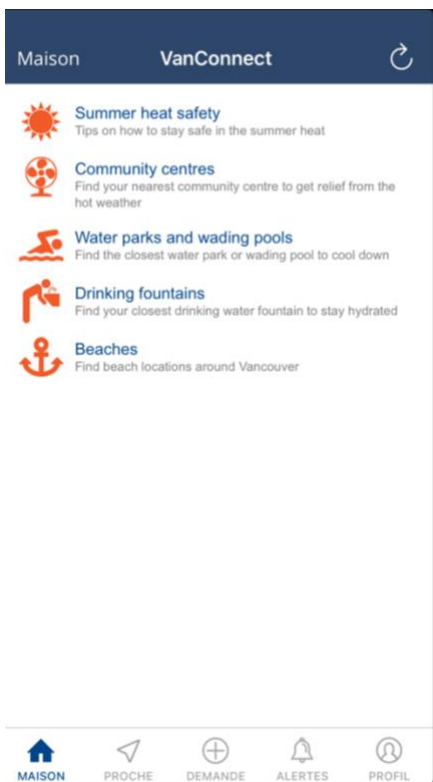 Maison VanConnect
Summer heat safety
Tips on how to stay safe in the summer heat
Community centres
Find your nearest community centre to get relief from the
hot weather
Water parks and wading pools
Find the closest water park or wading pool to cool down
Drinking fountains
Find your closest drinking water fountain to stay hydrated
Beaches
Find beach locations around Vancouver
MAISON PROCHE DEMANDE ALERTES PROFIL